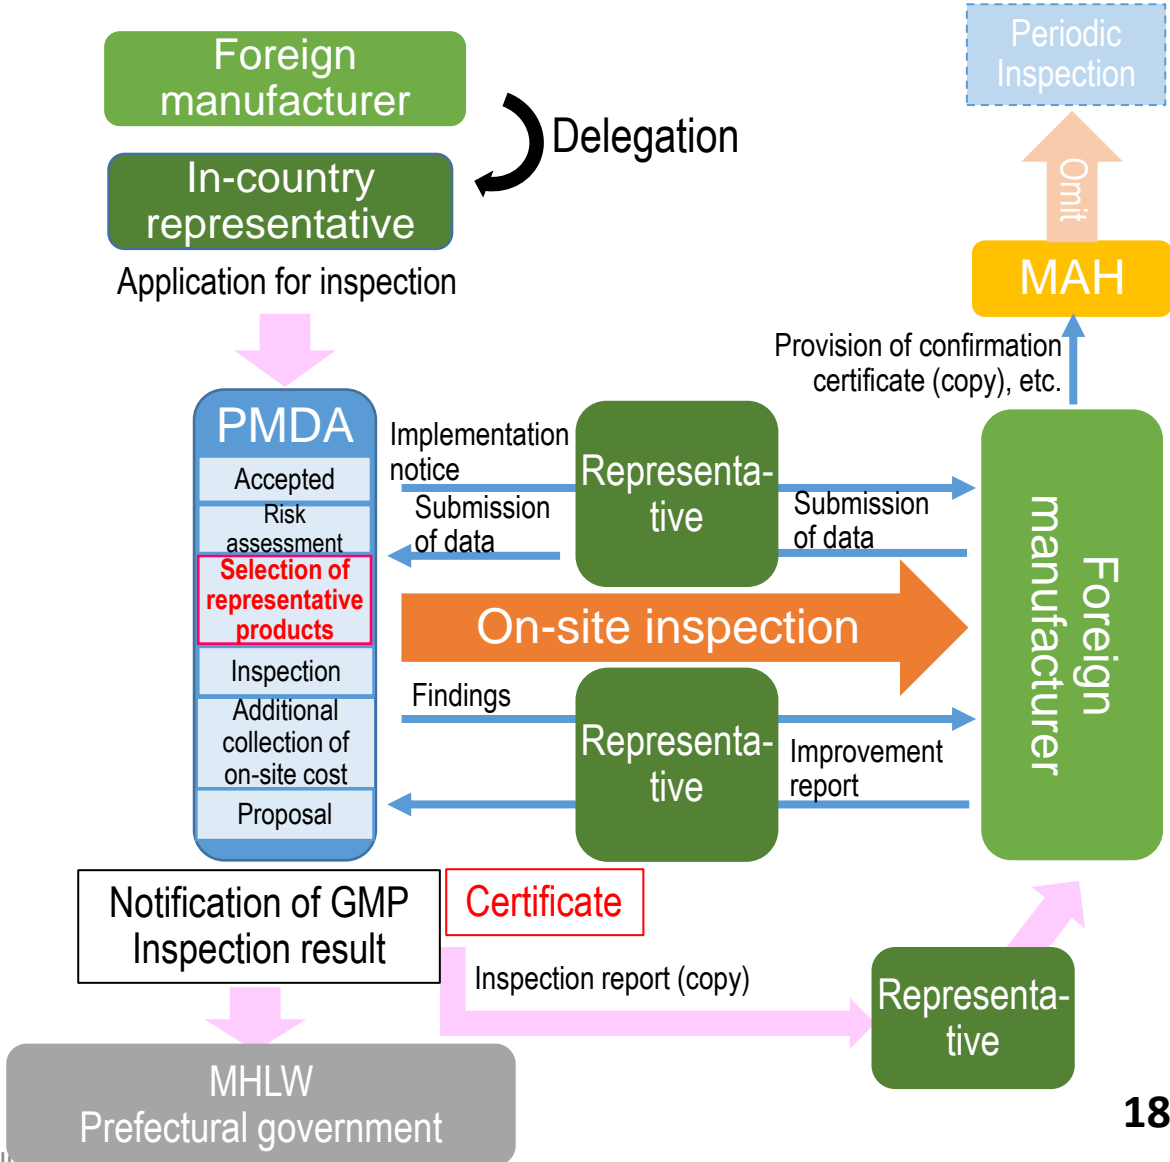 Foreign
manufacturer
Delegation
In-country
representative
Application for inspection
Periodic
Inspection
Omit
MAH
Provision of confirmation
certificate (copy), etc.
PMDA
Accepted
Risk
assessment
Selection of
representative
products
Inspection
Additional
collection of
on-site cost
Proposal
Implementation
notice
Submission
of data
Representa-
tive
Submission
of data
On-site inspection
Findings
Representa-
tive
Improvement
report
Foreign
manufacturer
Notification of GMP
Inspection result
Certificate
Inspection report (copy)
Representa-
tive
MHLW
Prefectural government
18